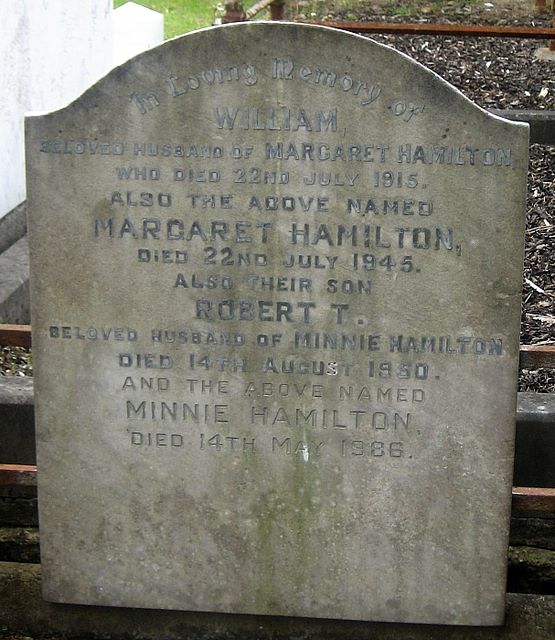 In Loving Memory of
WILLIAM,
BELOVED HUSBAND OF MARGARET HAMILTON
WHO DIED 22ND JULY 1915.
ALSO THE ABOVE NAMED
MARGARET HAMILTON,
DIED 22ND JULY 1945.
ALSO THEIR SON
ROBERT T.
BELOVED HUSBAND OF MINNIE HAMILTON
DIED 14TH AUGUST 1950.
AND THE ABOVE NAMED
MINNIE HAMILTON,
DIED 14TH MAY 1986.